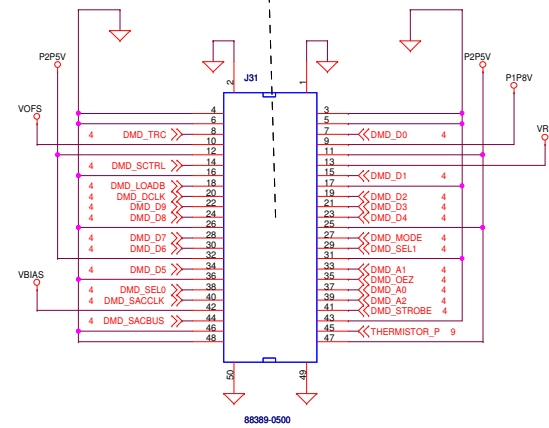 P2P5V
P2P5V
J31
P1P8V
2
1
VOFS
VR
4
3
6
5
4 DMD_TRC 8
7 DMD_D0 4
10
9
12
11
4 DMD_SCTRL 14
13
16
15 DMD_D1 4
4 DMD_LOADB 18
17
4 DMD_DCLK 20
19 DMD_D2 4
4 DMD_D9 22
21 DMD_D3 4
4 DMD_D8 24
23 DMD_D4 4
26
25
4 DMD_D7 28
27 DMD_MODE 4
4 DMD_D6 30
29 DMD_SEL1 4
32
31
4 DMD_D5 34
33 DMD_A1 4
VBIAS
36
35 DMD_OEZ 4
4 DMD_SEL0 38
37 DMD_A0 4
4 DMD_SACCLK 40
39 DMD_A2 4
42
41 DMD_STROBE 4
4 DMD_SACBUS 44
43
46
45 THERMISTOR_P 9
48
47
50
49
88389-0500